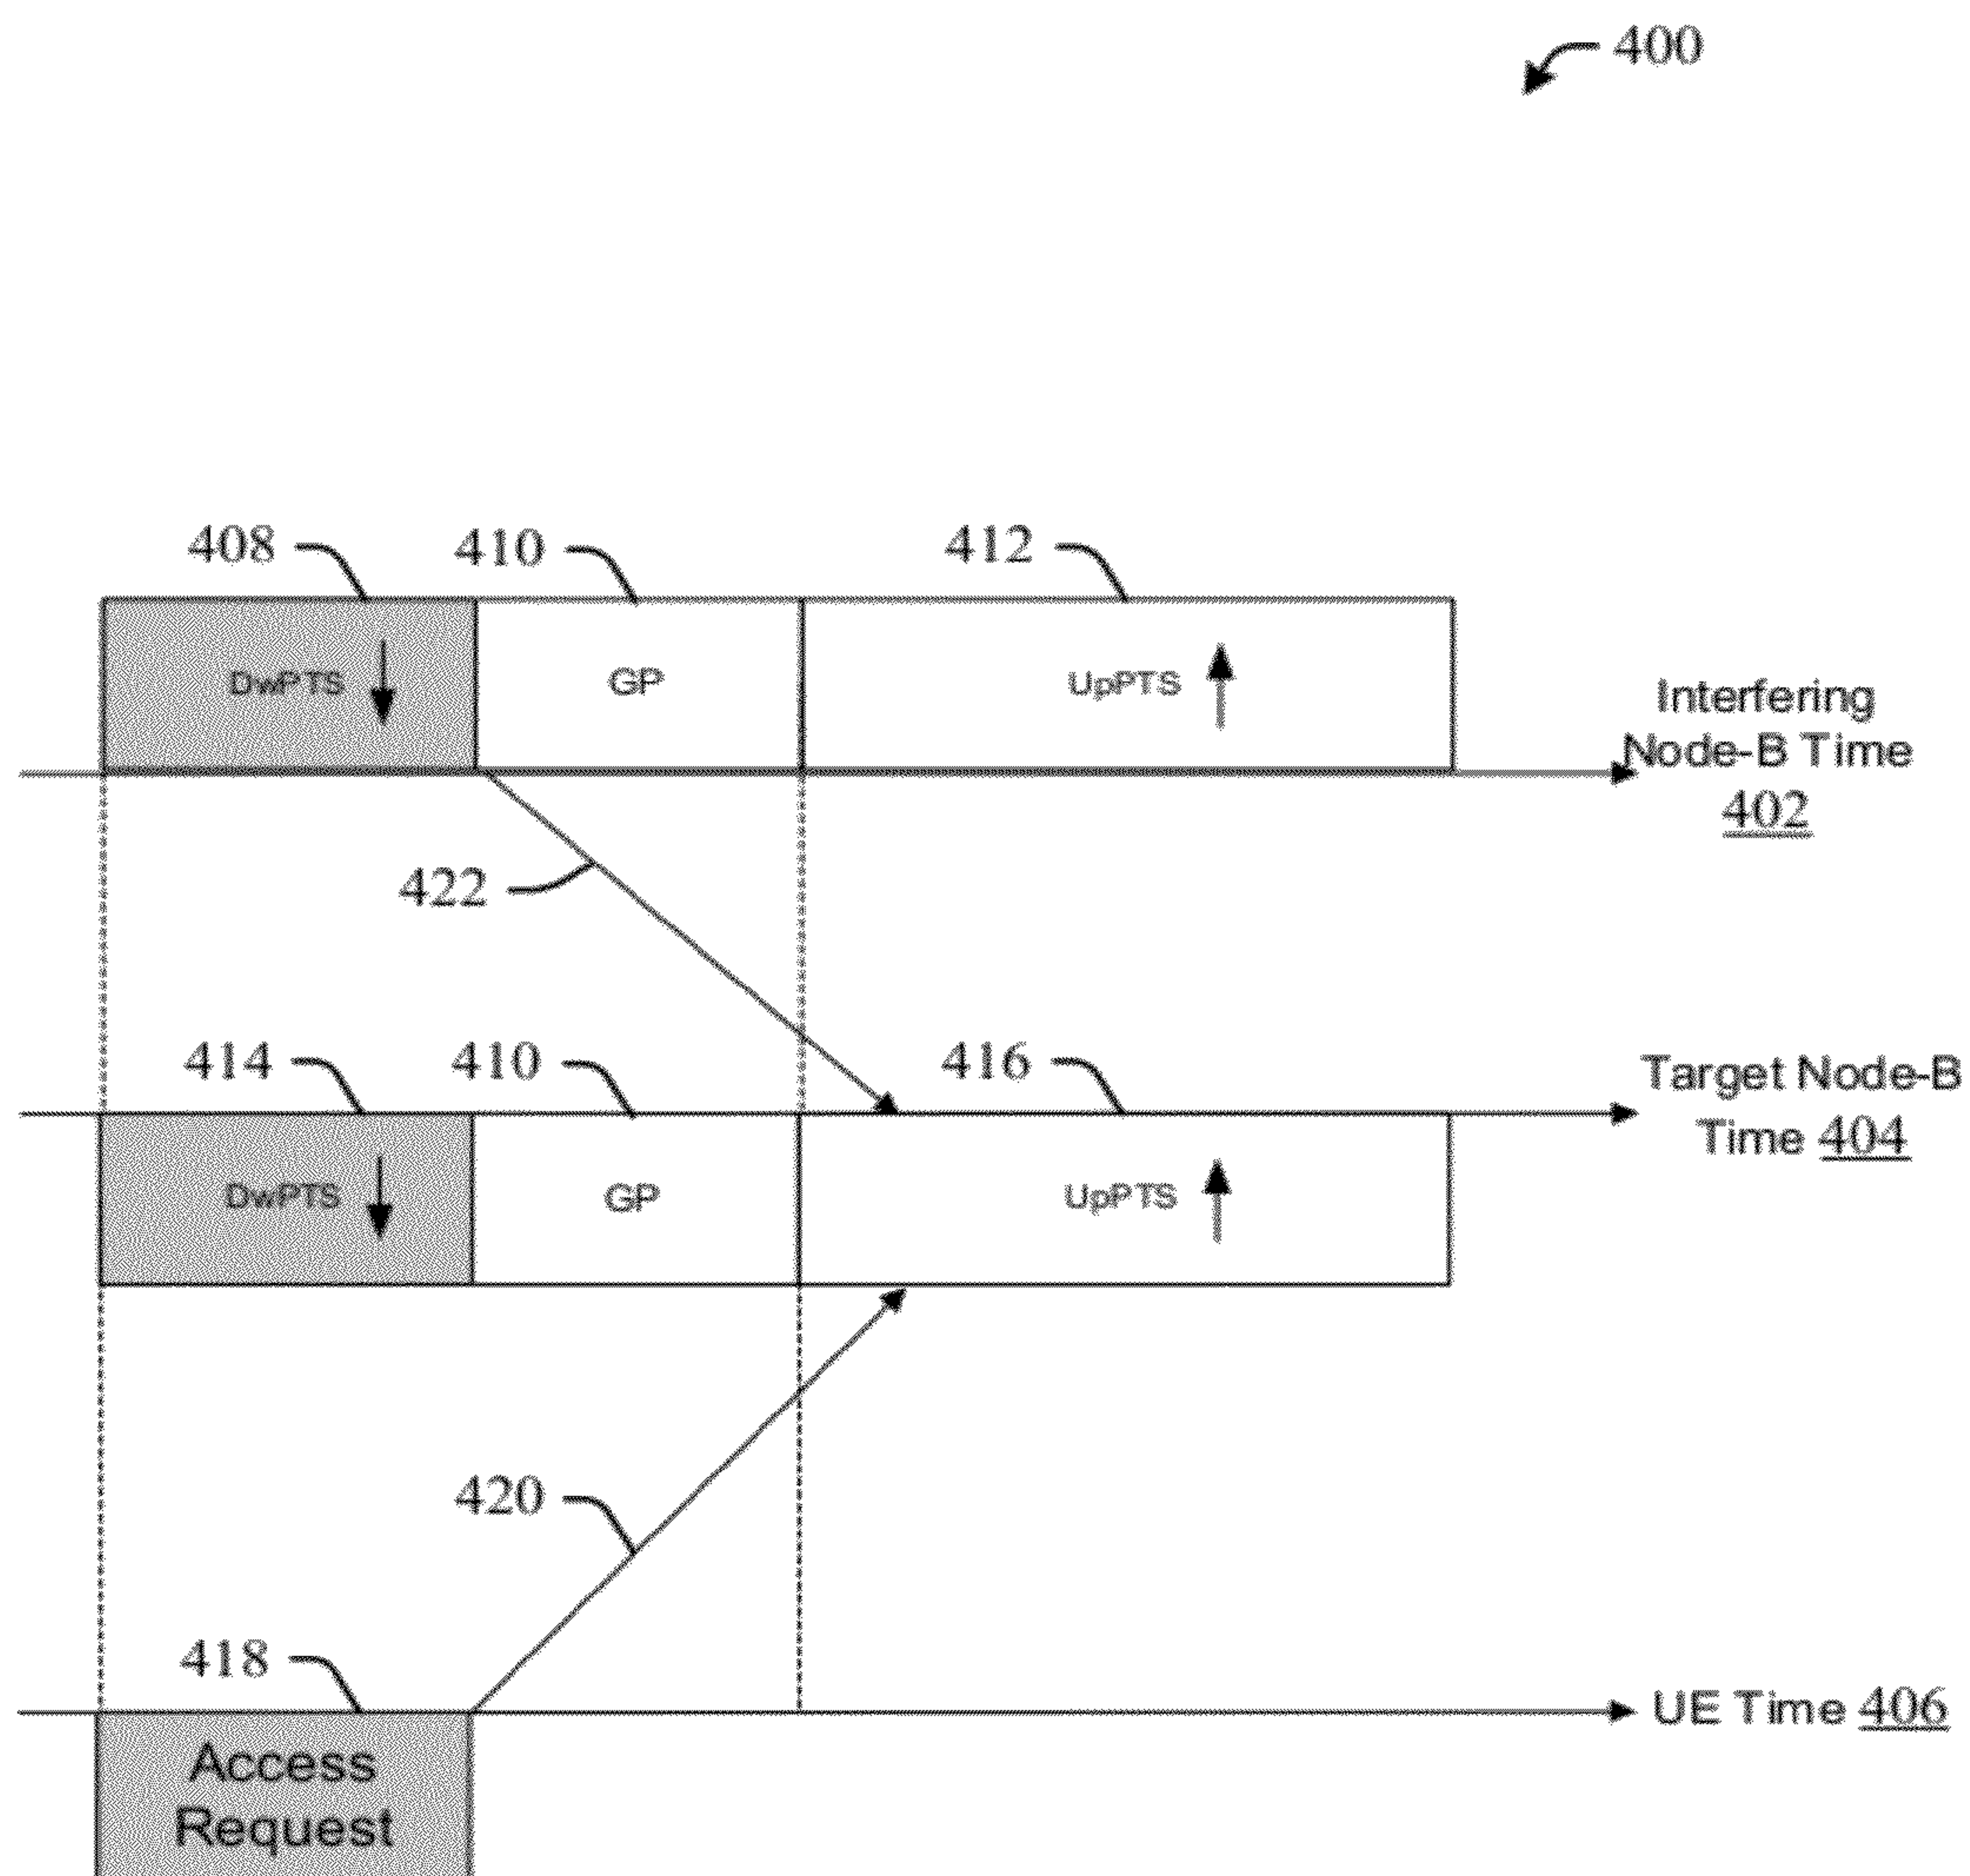 400
408
410
412
DwPTS
GP
UpPTS
Interfering
Node-B Time
402
422
414
410
416
Target Node-B
Time 404
DwPTS
GP
UpPTS
420
418
UE Time 406
Access
Request